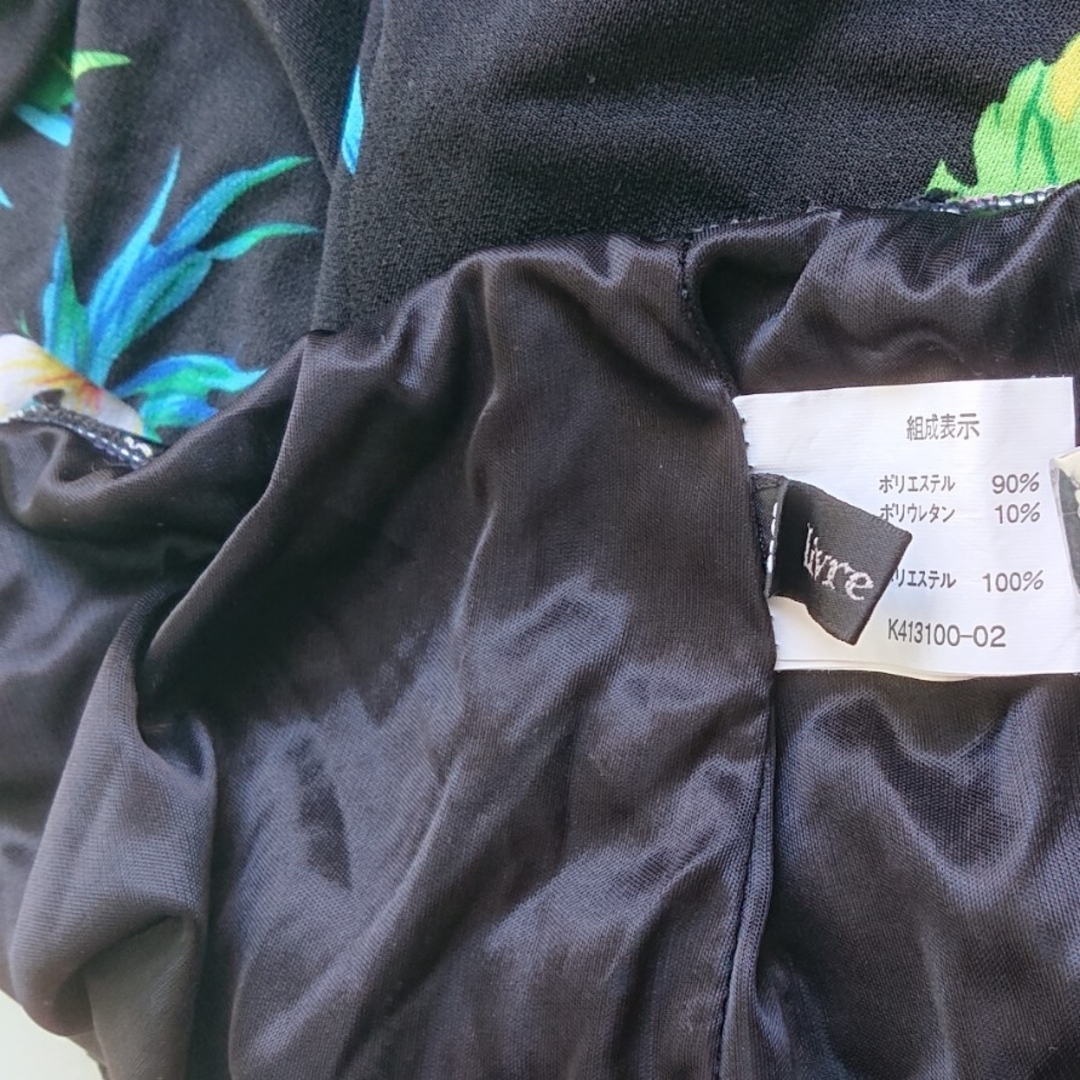 組成表示
ポリエステル 90%
ポリウレタン 10%
livre
リエステル 100%
K413100-02